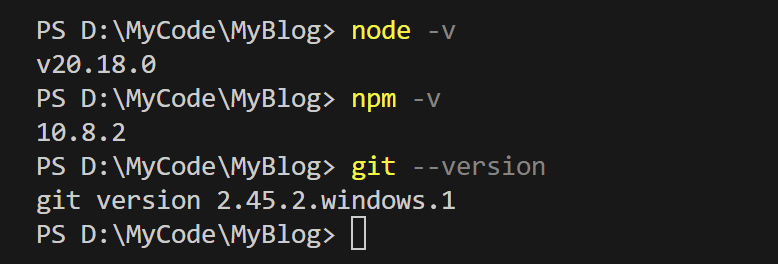 PS D:\MyCode\MyBlog> node -v
v20.18.0
PS D:\MyCode\MyBlog> npm -v
10.8.2
PS D:\MyCode\MyBlog> git --version
git version 2.45.2.windows.1
PS D:\MyCode\MyBlog>